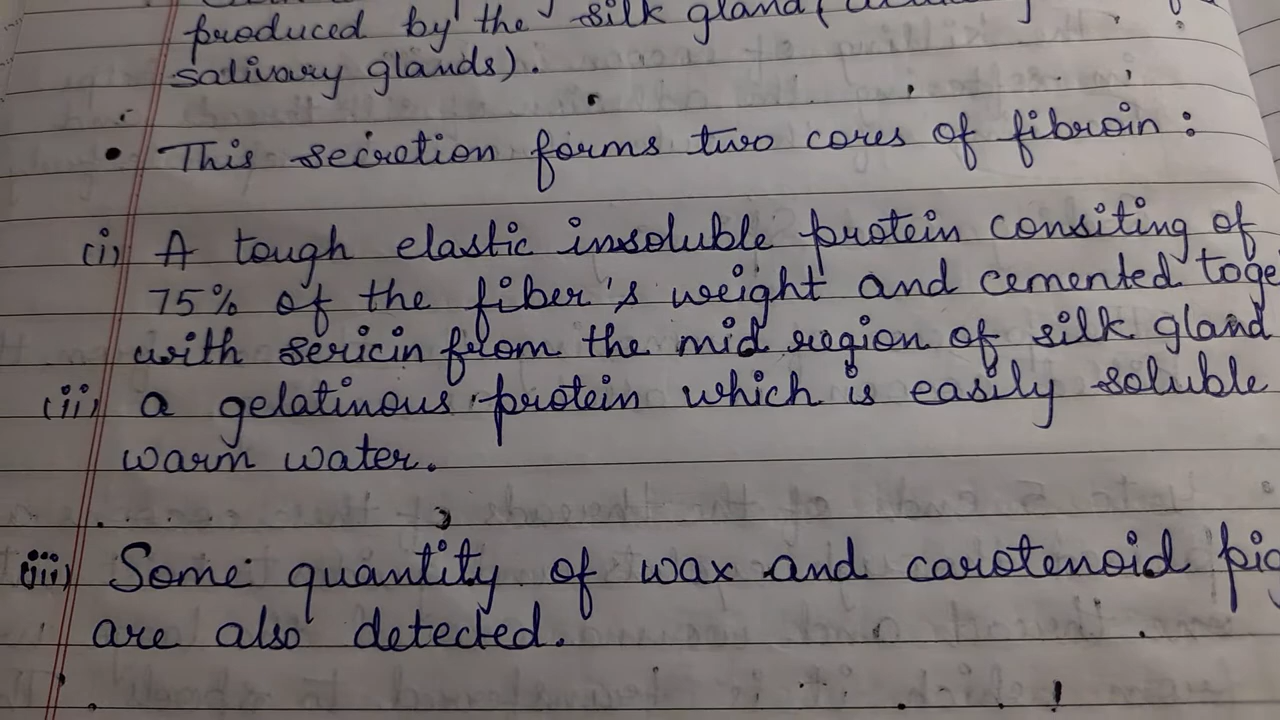 produced by the silk gland (
salivary glands).
• This secretion forms two cores of fibroin :
(i) A tough elastic insoluble protein consiting of
75% of the fiber's weight and cemented toge
with sericin from the mid region of silk gland
(ii) a gelatinous protein which is easily soluble
warm water.
(iii) Some quantity of wax and carotenoid pig
are also detected.